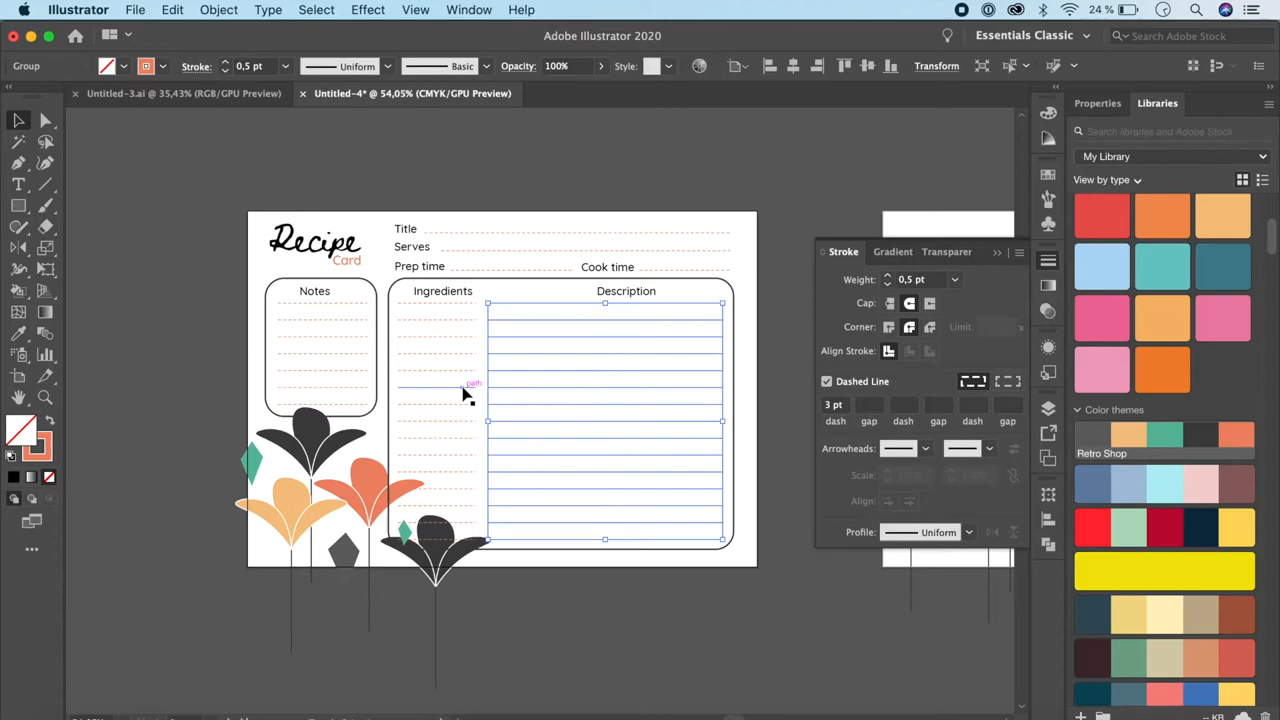 Illustrator File Edit Object Type Select Effect View Window Help 24 %
Adobe Illustrator 2020 Essentials Classic Search Adobe Stock
Group Stroke: 0,5 pt Uniform Basic Opacity: 100% Style: Transform
Untitled-3.ai @ 35,43% (RGB/GPU Preview) Untitled-4* @ 54,05% (CMYK/GPU Preview)
Properties Libraries
Search libraries and Adobe Stock
My Library
View by type
Recipe
Card
Title
Serves
Prep time Cook time
Notes Ingredients Description
path
Stroke Gradient Transparer
Weight: 0,5 pt
Cap:
Corner: Limit: x
Align Stroke:
Dashed Line
3 pt
dash gap dash gap dash gap
Arrowheads:
Scale: 100% 100%
Align:
Profile: Uniform
Color themes
Retro Shop
-- KB